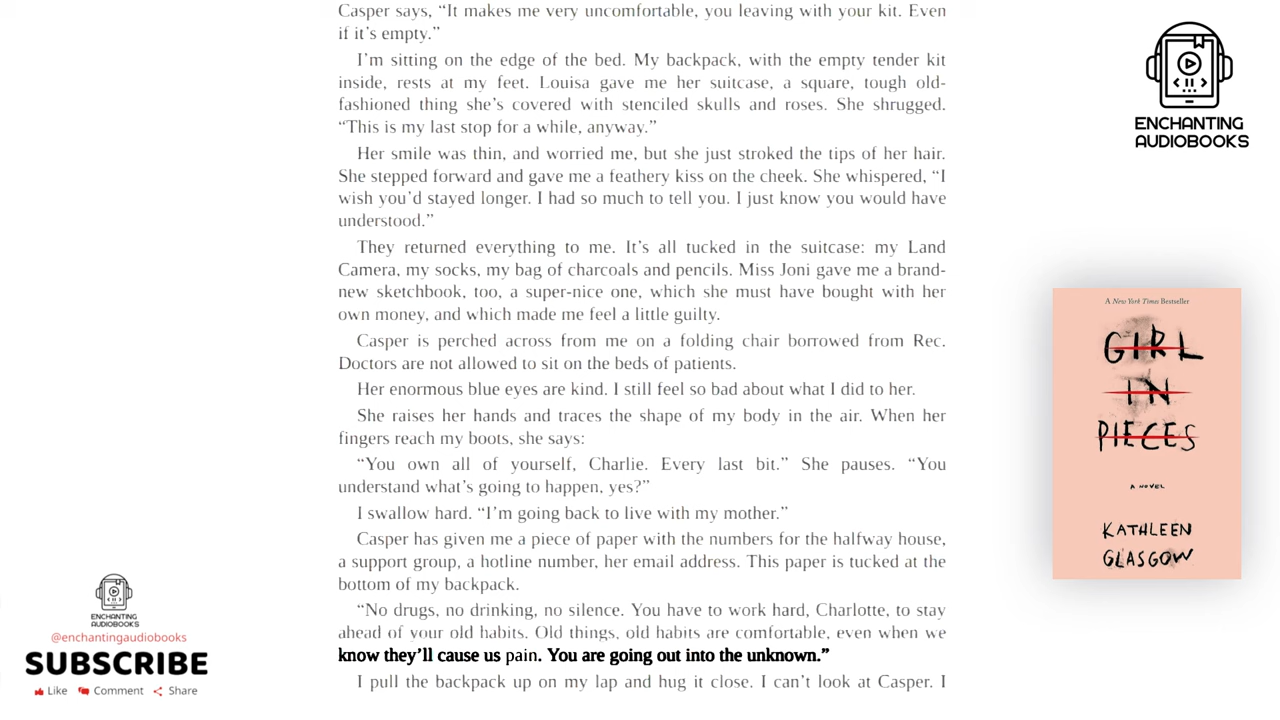 Casper says, “It makes me very uncomfortable, you leaving with your kit. Even
if it’s empty.”
I’m sitting on the edge of the bed. My backpack, with the empty tender kit
inside, rests at my feet. Louisa gave me her suitcase, a square, tough old-
fashioned thing she’s covered with stenciled skulls and roses. She shrugged.
“This is my last stop for a while, anyway.”
Her smile was thin, and worried me, but she just stroked the tips of her hair.
She stepped forward and gave me a feathery kiss on the cheek. She whispered, “I
wish you’d stayed longer. I had so much to tell you. I just know you would have
understood.”
They returned everything to me. It’s all tucked in the suitcase: my Land
Camera, my socks, my bag of charcoals and pencils. Miss Joni gave me a brand-
new sketchbook, too, a super-nice one, which she must have bought with her
own money, and which made me feel a little guilty.
Casper is perched across from me on a folding chair borrowed from Rec.
Doctors are not allowed to sit on the beds of patients.
Her enormous blue eyes are kind. I still feel so bad about what I did to her.
She raises her hands and traces the shape of my body in the air. When her
fingers reach my boots, she says:
“You own all of yourself, Charlie. Every last bit.” She pauses. “You
understand what’s going to happen, yes?”
I swallow hard. “I’m going back to live with my mother.”
Casper has given me a piece of paper with the numbers for the halfway house,
a support group, a hotline number, her email address. This paper is tucked at the
bottom of my backpack.
“No drugs, no drinking, no silence. You have to work hard, Charlotte, to stay
ahead of your old habits. Old things, old habits are comfortable, even when we
know they’ll cause us pain. You are going out into the unknown.”
I pull the backpack up on my lap and hug it close. I can’t look at Casper. I
ENCHANTING
AUDIOBOOKS
A New York Times Bestseller
GIRL
IN
PIECES
A NOVEL
KATHLEEN
GLASGOW
ENCHANTING
AUDIOBOOKS
@enchantingaudiobooks
SUBSCRIBE
Like Comment Share